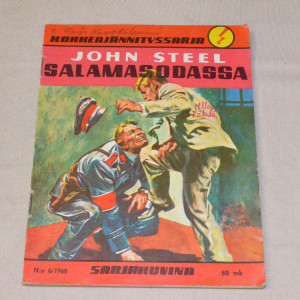 KORKEAJÄNNITYSSARJA
JOHN STEEL
SALAMASODASSA
N:o 6/1960
SARJAKUVINA
50 mk